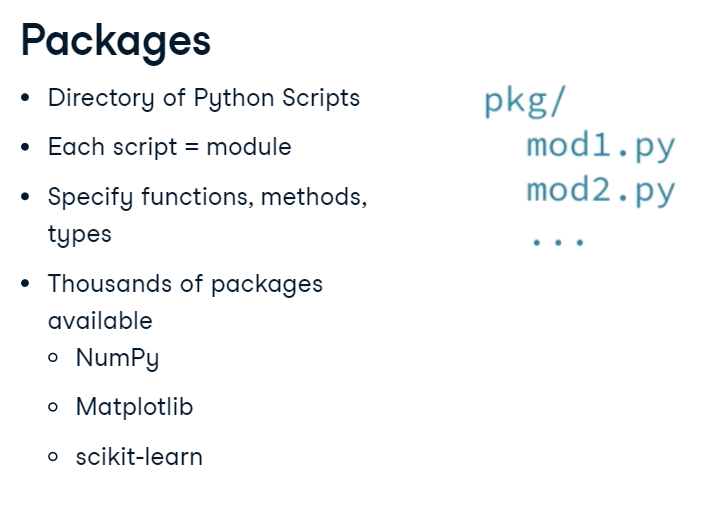 Packages
• Directory of Python Scripts
• Each script = module
• Specify functions, methods,
types
• Thousands of packages
available
○ NumPy
○ Matplotlib
○ scikit-learn
pkg/
mod1.py
mod2.py
...